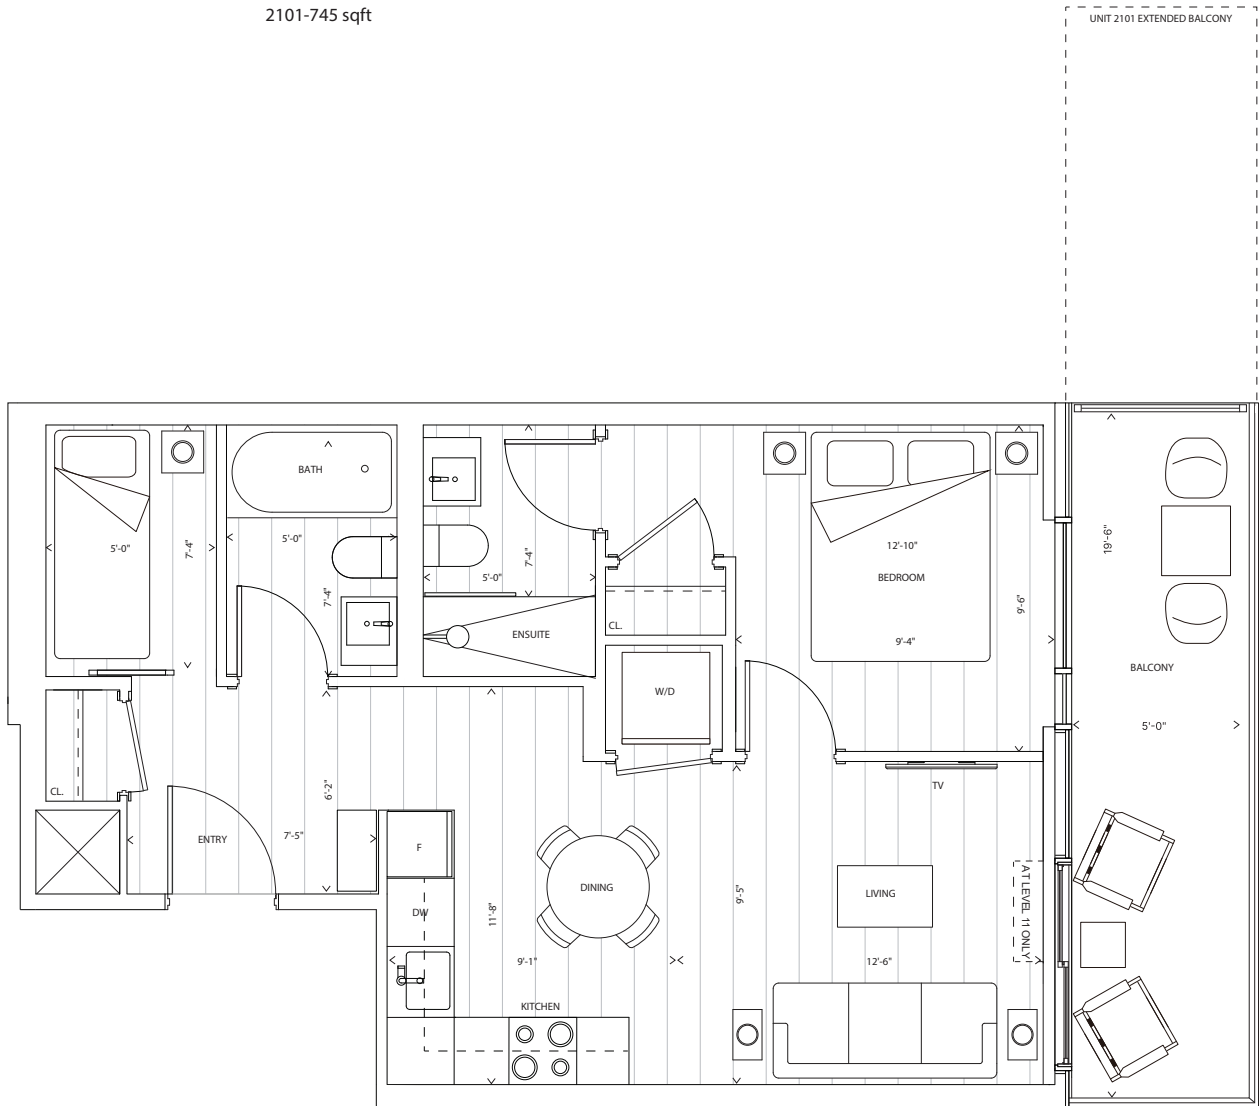 2101-745 sqft
UNIT 2101 EXTENDED BALCONY
BATH
5'-0"
7'-4"
5'-0"
7'-4"
5'-0"
7'-4"
ENSUITE
CL.
W/D
12'-10"
BEDROOM
9'-4"
9'-6"
19'-6"
BALCONY
5'-0"
CL.
ENTRY
7'-5"
6'-2"
F
DW
11'-8"
9'-1"
KITCHEN
DINING
9'-5"
TV
LIVING
12'-6"
AT LEVEL 11 ONLY